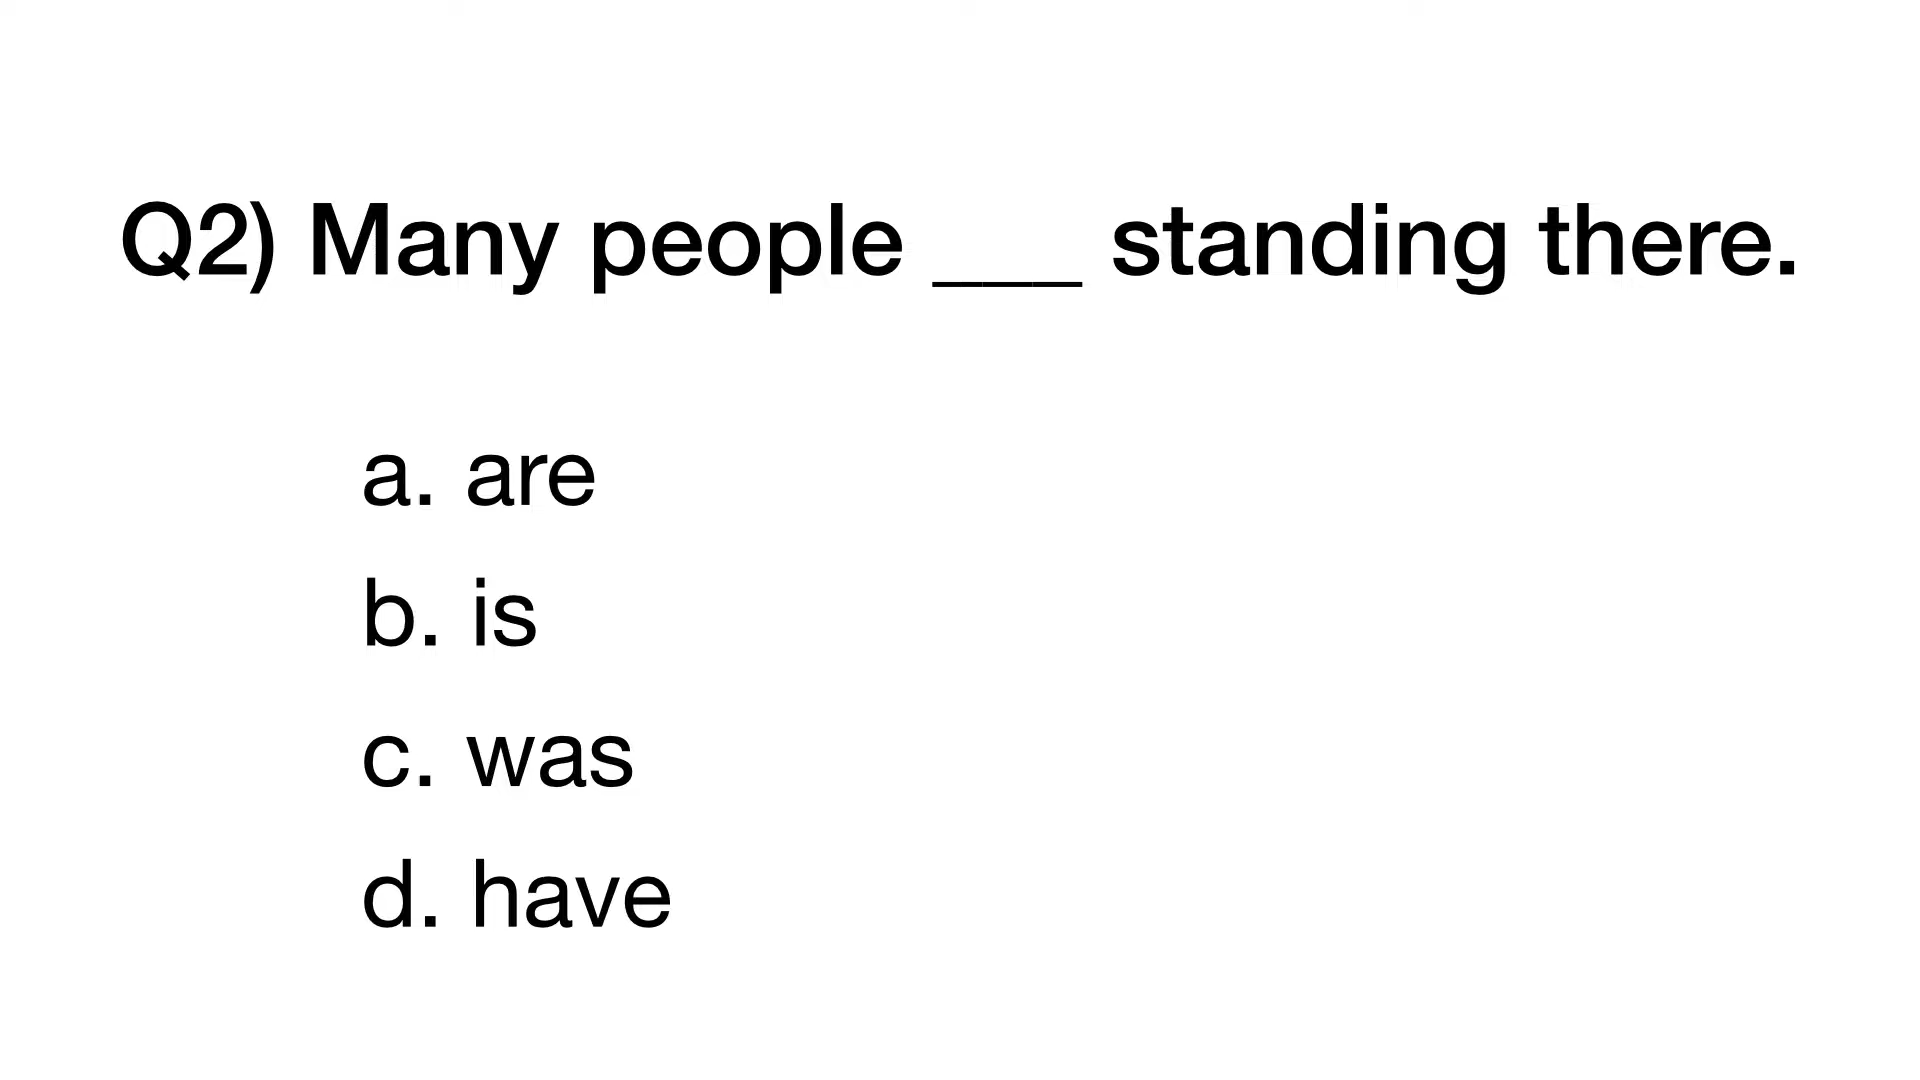 Q2) Many people ___ standing there.
a. are
b. is
c. was
d. have